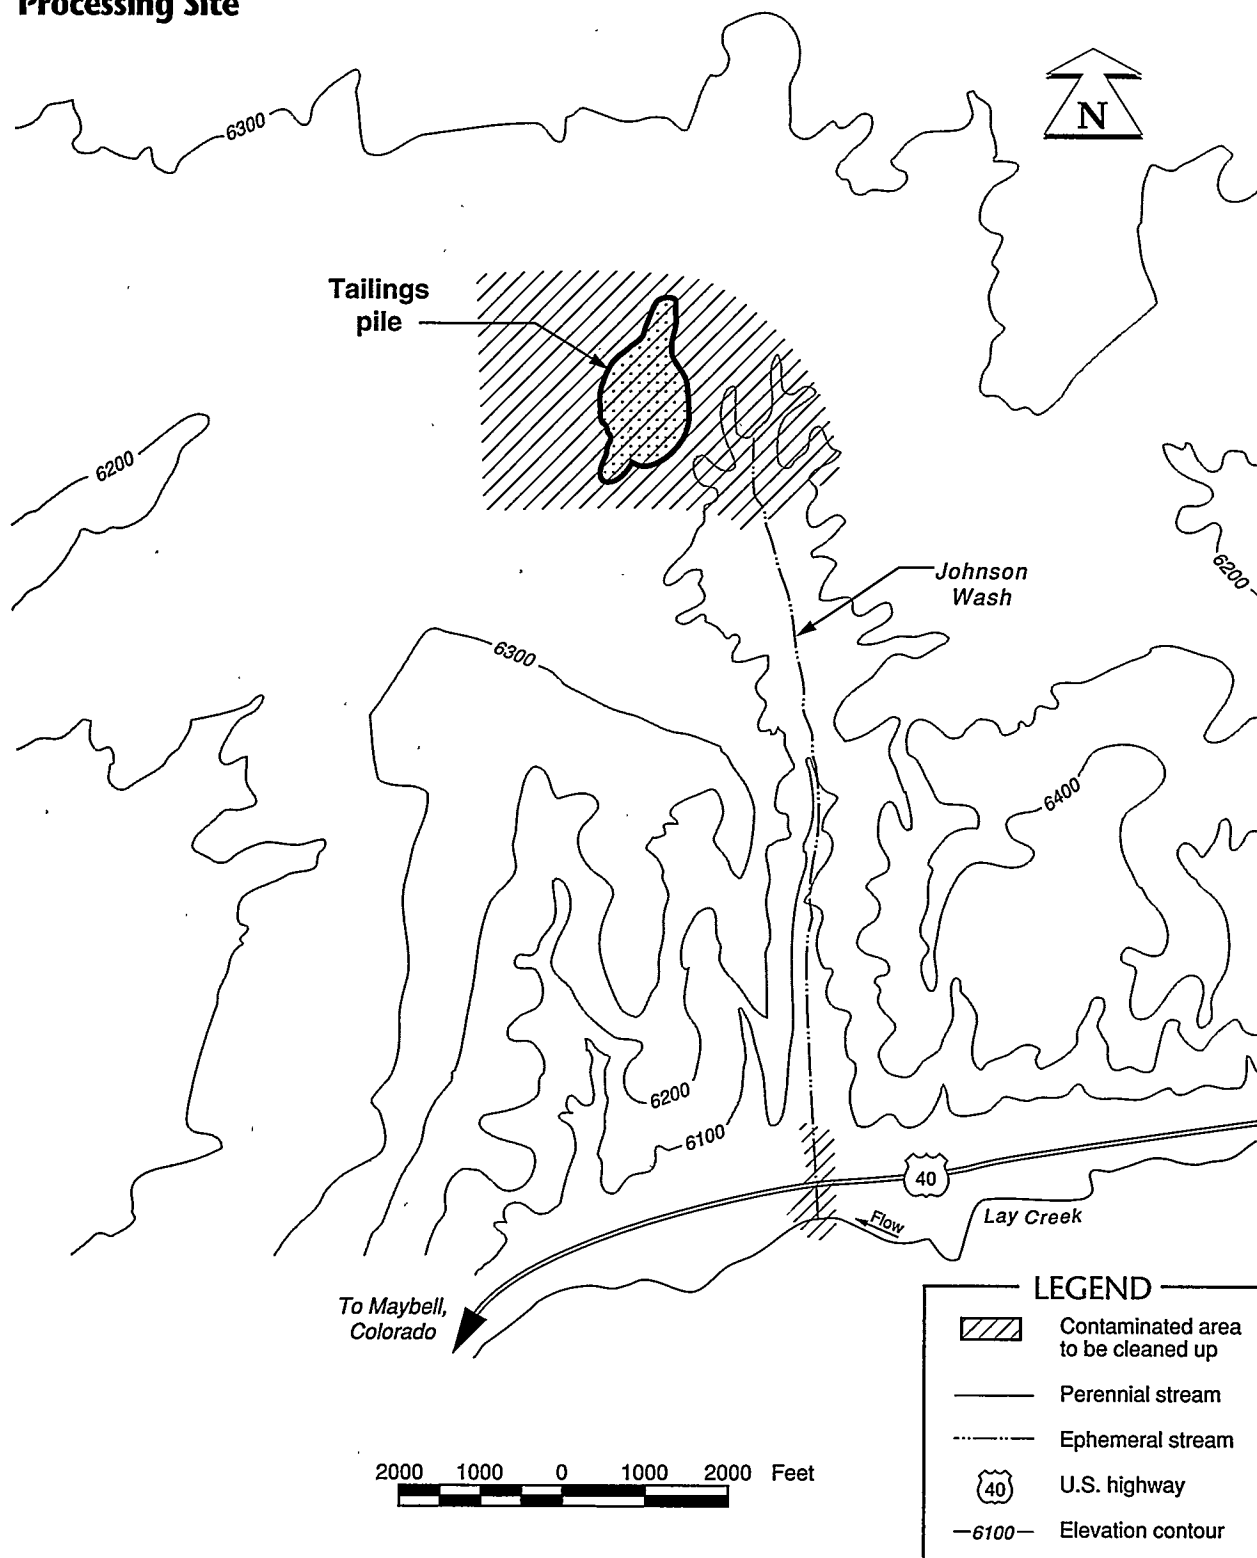 Processing Site
6300
N
Tailings
pile
6200
6200
Johnson
Wash
6300
6400
6200
6100
40
Flow
Lay Creek
To Maybell,
Colorado
LEGEND
Contaminated area
to be cleaned up
Perennial stream
Ephemeral stream
40
U.S. highway
6100
Elevation contour
2000 1000 0 1000 2000 Feet